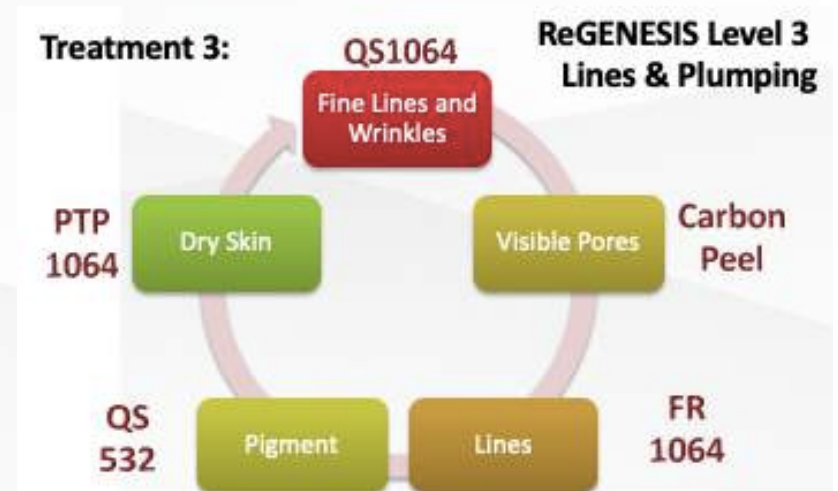 Treatment 3:
ReGENESIS Level 3
Lines & Plumping
QS1064
Fine Lines and
Wrinkles
Visible Pores
Carbon
Peel
Lines
FR
1064
Pigment
QS
532
Dry Skin
PTP
1064